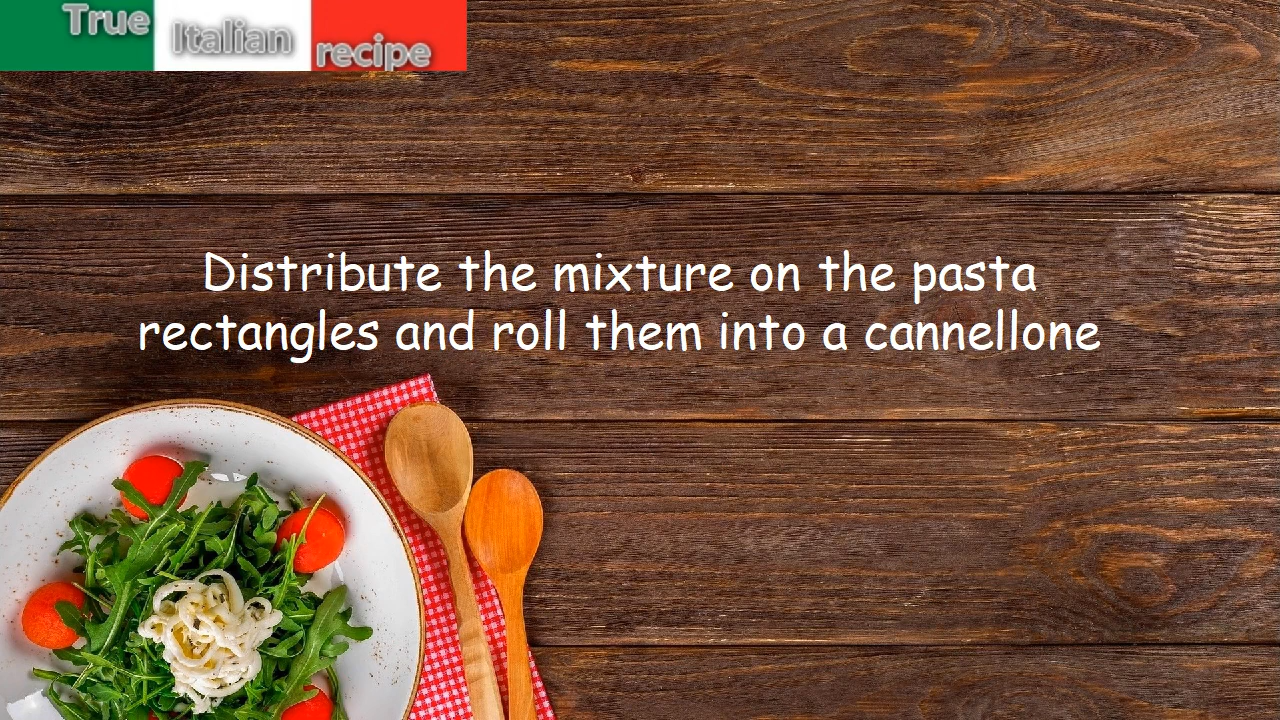 True Italian recipe
Distribute the mixture on the pasta
rectangles and roll them into a cannellone